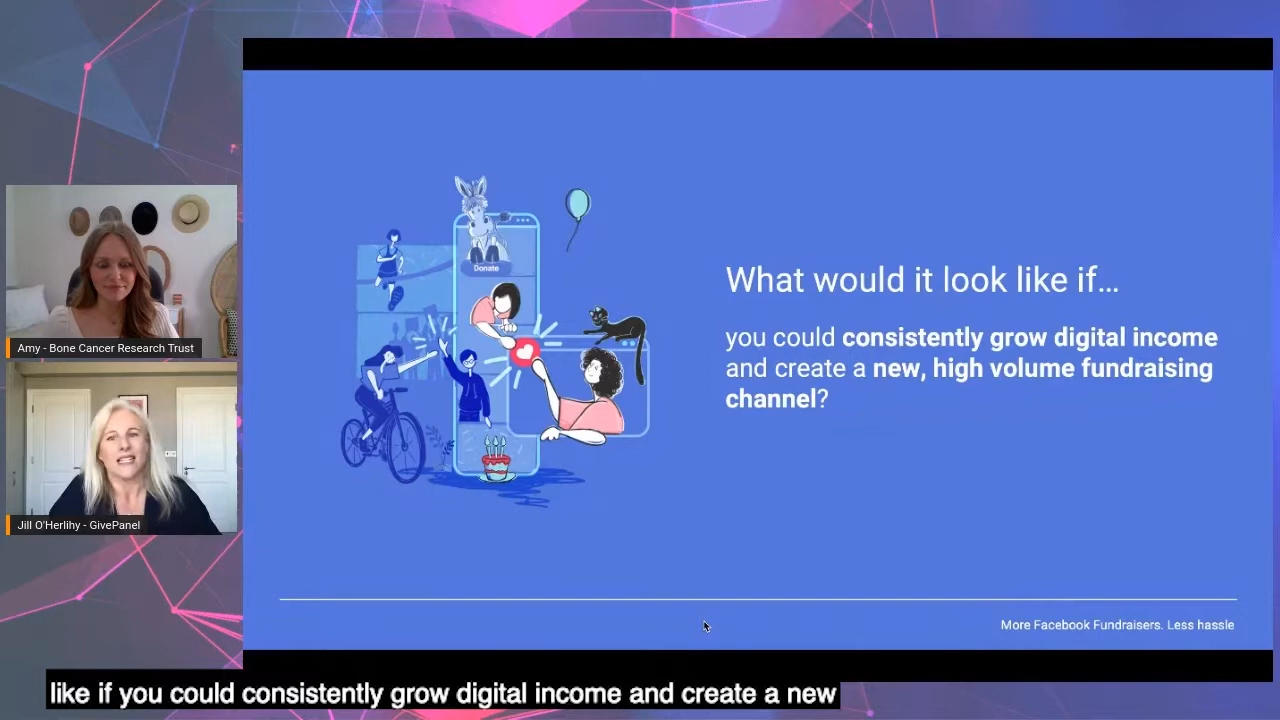 Amy - Bone Cancer Research Trust
Jill O'Herlihy - GivePanel
Donate
What would it look like if...
you could consistently grow digital income
and create a new, high volume fundraising
channel?
More Facebook Fundraisers. Less hassle
like if you could consistently grow digital income and create a new